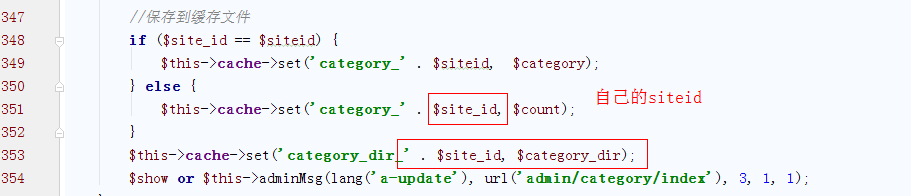 347 //保存到缓存文件
348 if ($site_id == $siteid) {
349 $this->cache->set('category_' . $siteid, $category);
350 } else {
351 $this->cache->set('category_' . $site_id, $count); 自己的siteid
352 }
353 $this->cache->set('category_dir_' . $site_id, $category_dir);
354 $show or $this->adminMsg(lang('a-update'), url('admin/category/index'), 3, 1, 1);